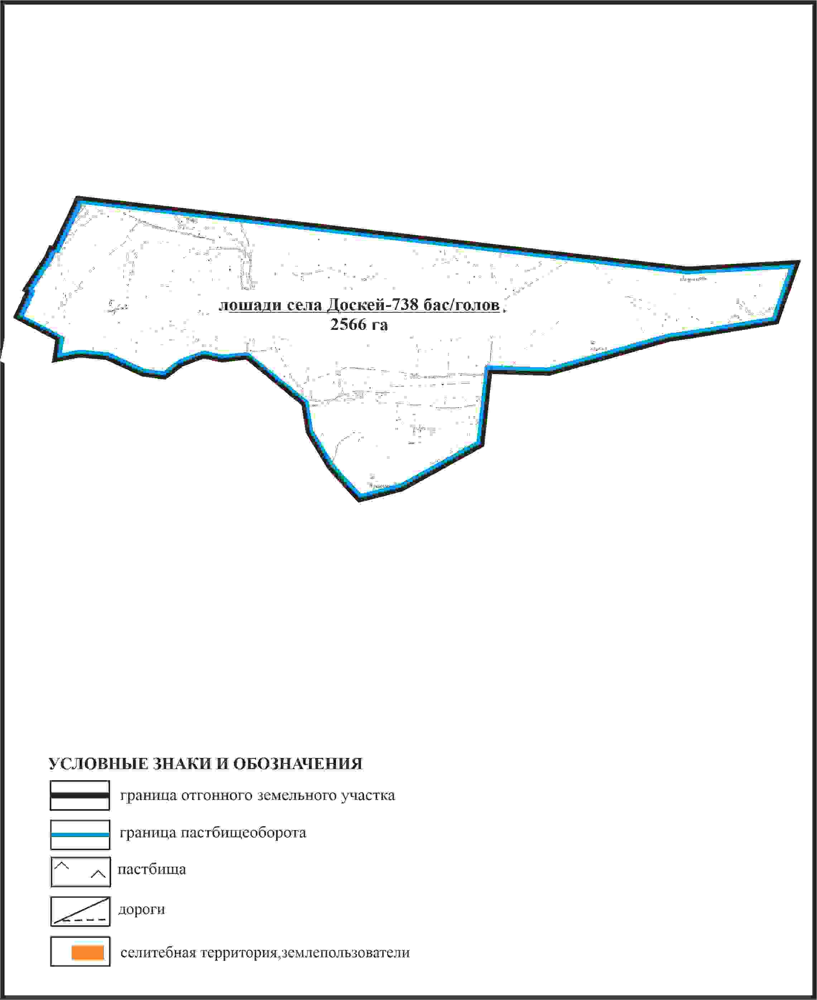 лошади села Доскей-738 бас/голов
2566 га
УСЛОВНЫЕ ЗНАКИ И ОБОЗНАЧЕНИЯ
граница отгонного земельного участка
граница пастбищеоборота
пастбища
дороги
селитебная территория,землепользователи